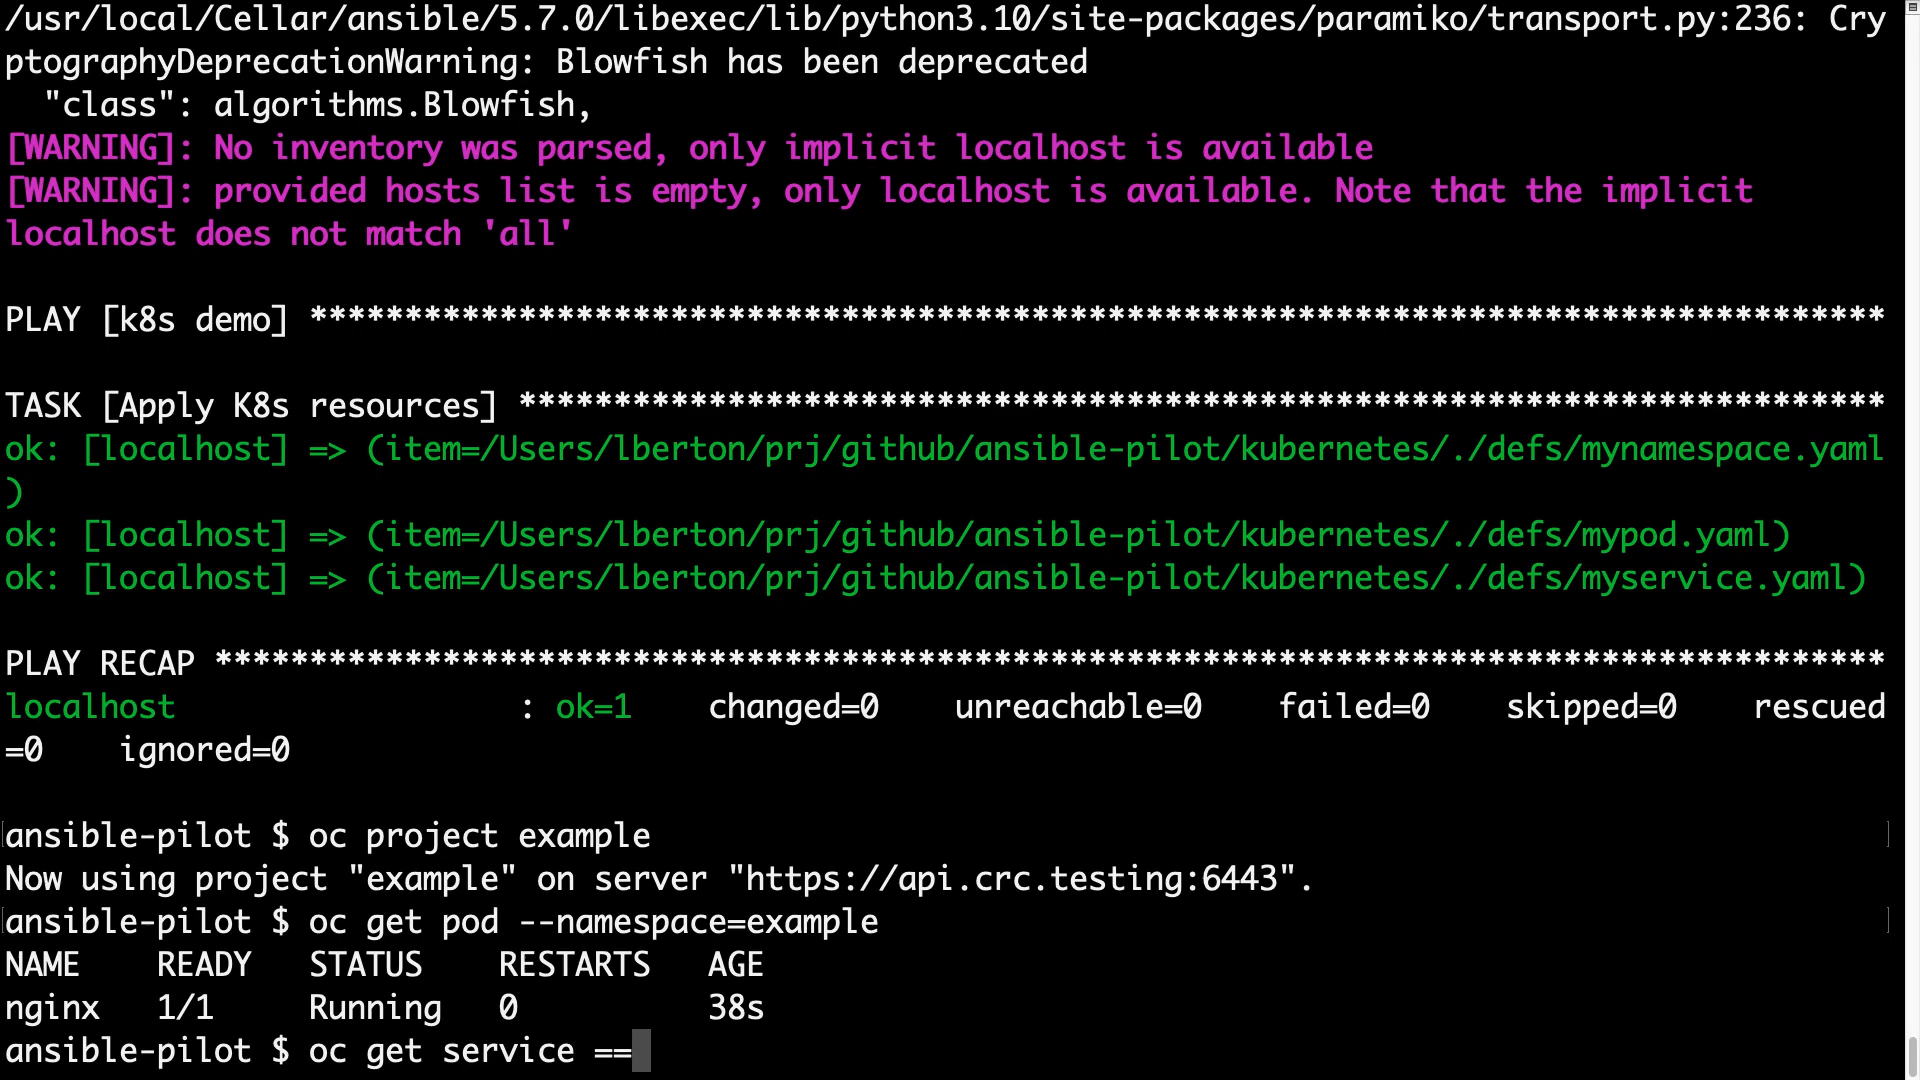 /usr/local/Cellar/ansible/5.7.0/libexec/lib/python3.10/site-packages/paramiko/transport.py:236: Cry
ptographyDeprecationWarning: Blowfish has been deprecated
  "class": algorithms.Blowfish,
[WARNING]: No inventory was parsed, only implicit localhost is available
[WARNING]: provided hosts list is empty, only localhost is available. Note that the implicit
localhost does not match 'all'

PLAY [k8s demo] ***********************************************************************************

TASK [Apply K8s resources] ************************************************************************
ok: [localhost] => (item=/Users/lberton/prj/github/ansible-pilot/kubernetes/./defs/mynamespace.yaml
)
ok: [localhost] => (item=/Users/lberton/prj/github/ansible-pilot/kubernetes/./defs/mypod.yaml)
ok: [localhost] => (item=/Users/lberton/prj/github/ansible-pilot/kubernetes/./defs/myservice.yaml)

PLAY RECAP ****************************************************************************************
localhost                  : ok=1    changed=0    unreachable=0    failed=0    skipped=0    rescued
=0    ignored=0

ansible-pilot $ oc project example
Now using project "example" on server "https://api.crc.testing:6443".
ansible-pilot $ oc get pod --namespace=example
NAME    READY   STATUS    RESTARTS   AGE
nginx   1/1     Running   0          38s
ansible-pilot $ oc get service ==